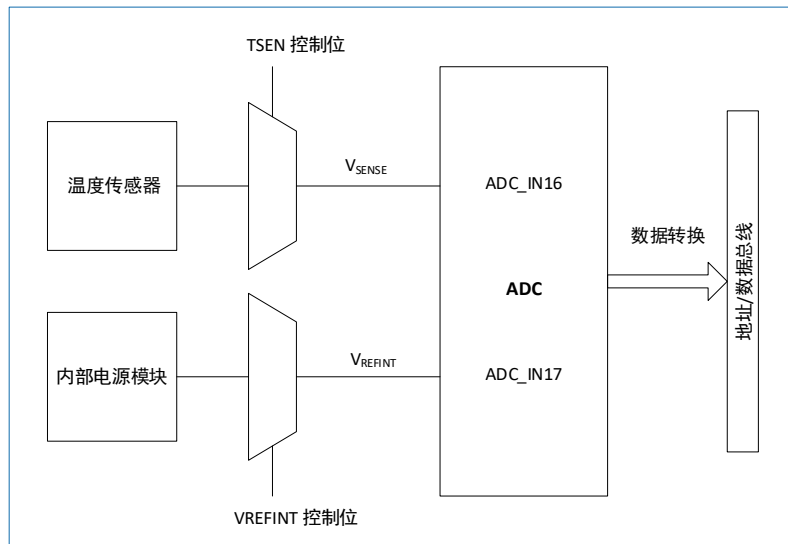 TSEN 控制位
温度传感器
VSENSE
ADC_IN16
数据转换
地址/数据总线
ADC
内部电源模块
VREFINT
ADC_IN17
VREFINT 控制位